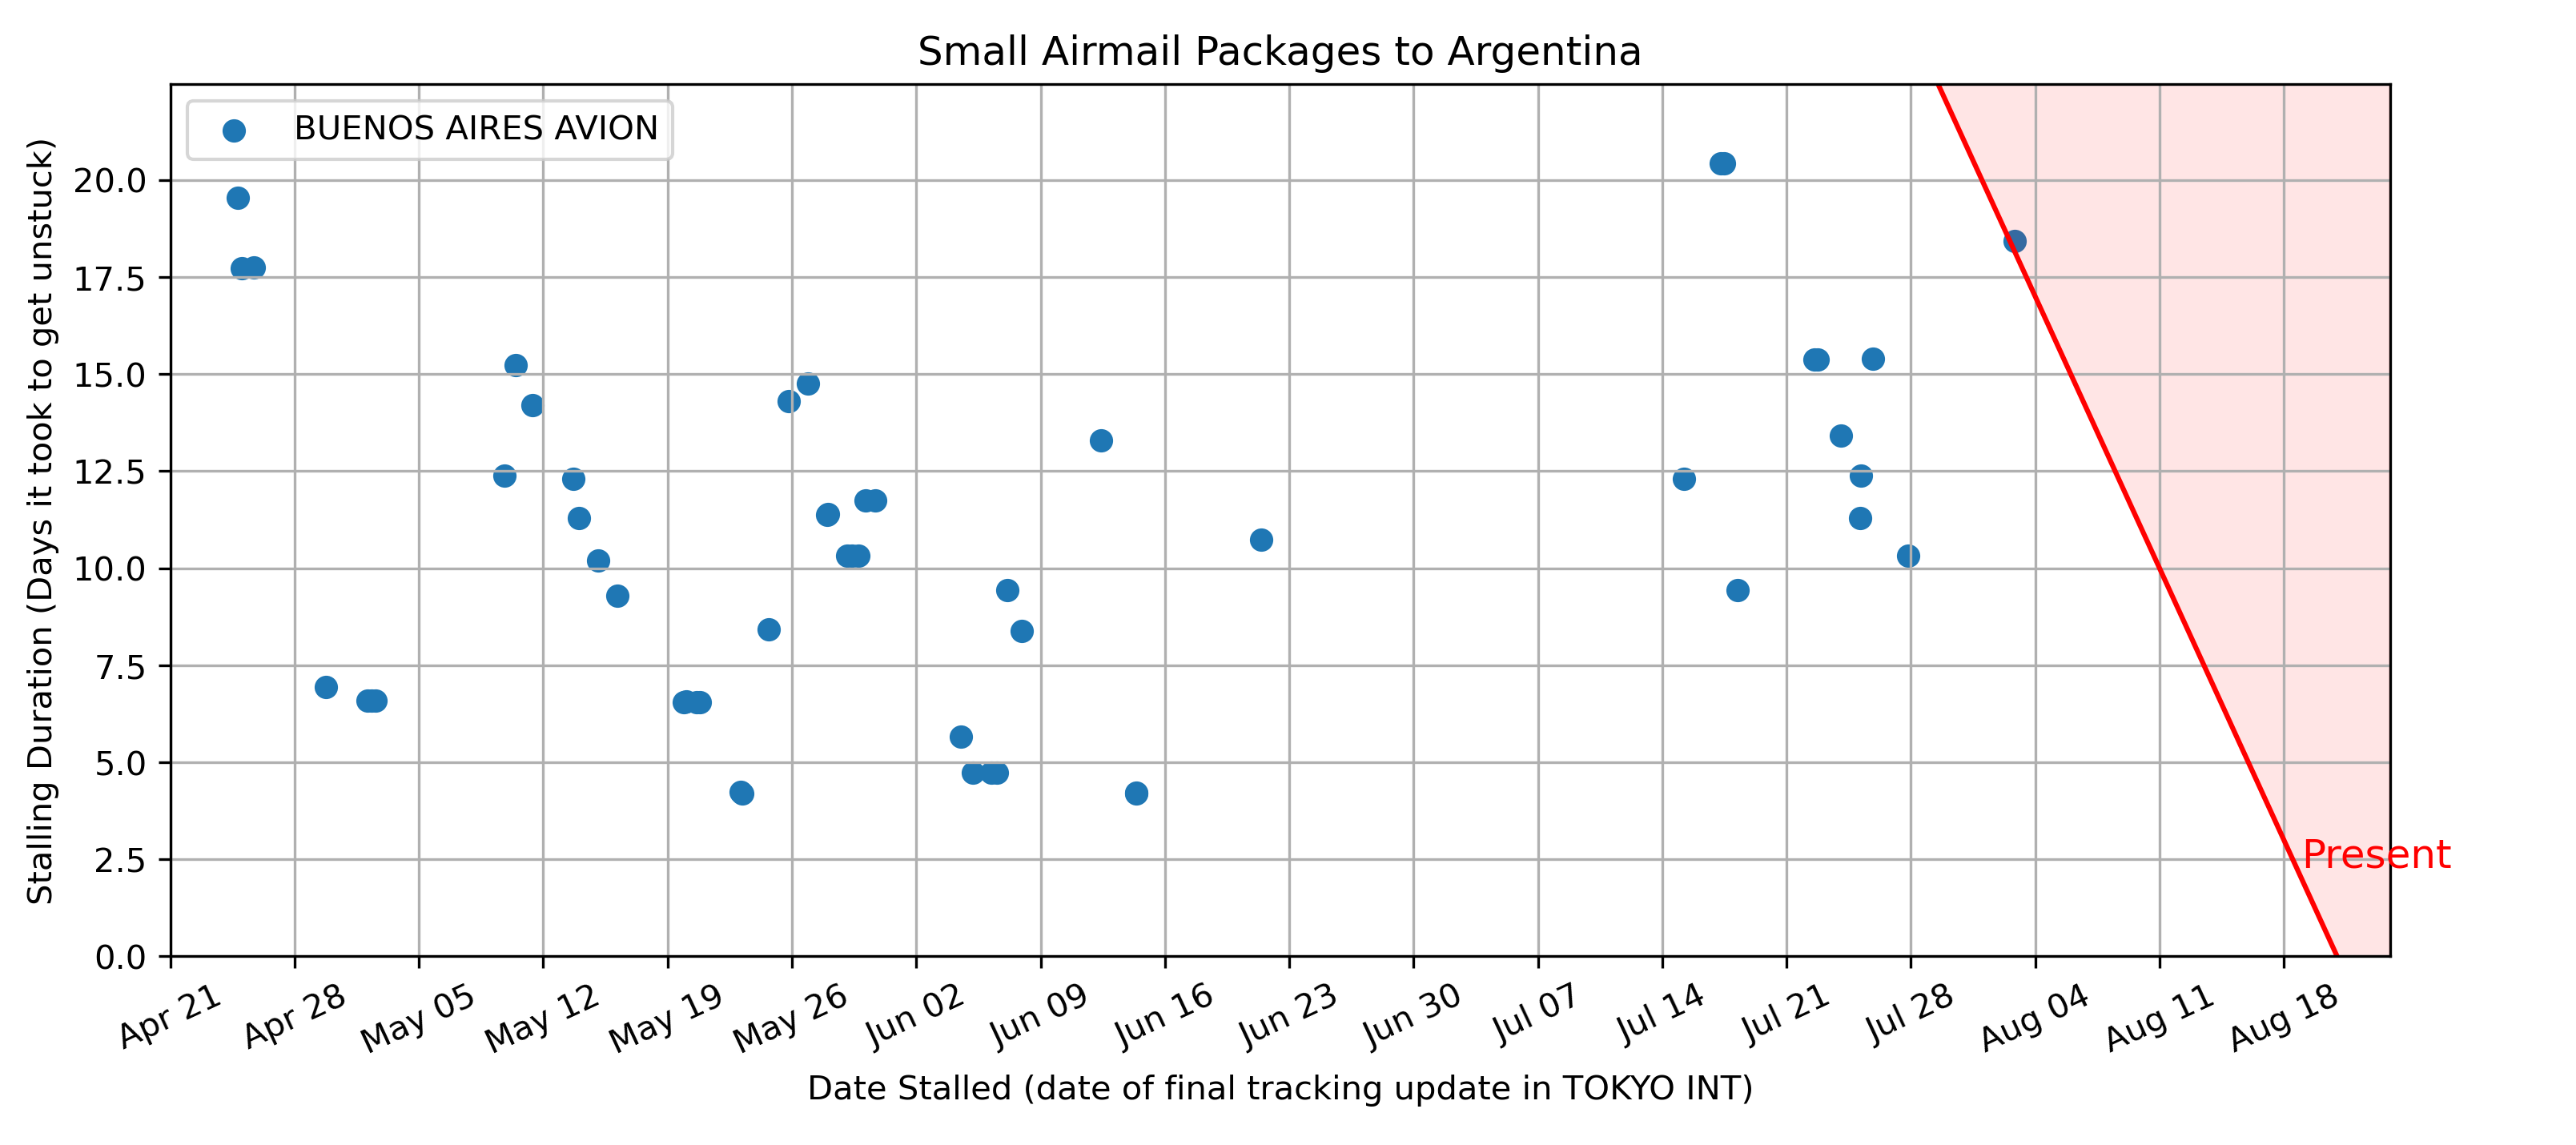 Small Airmail Packages to Argentina
BUENOS AIRES AVION
Stalling Duration (Days it took to get unstuck)
20.0
17.5
15.0
12.5
10.0
7.5
5.0
2.5
0.0
Present
Apr 21 Apr 28 May 05 May 12 May 19 May 26 Jun 02 Jun 09 Jun 16 Jun 23 Jun 30 Jul 07 Jul 14 Jul 21 Jul 28 Aug 04 Aug 11 Aug 18
Date Stalled (date of final tracking update in TOKYO INT)